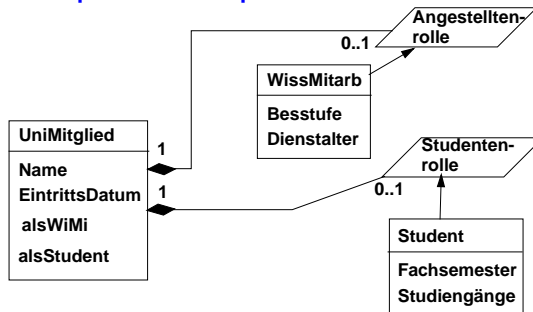 Angestellten-
rolle
0..1
WissMitarb
Besstufe
Dienstalter
UniMitglied
1
Name
EintrittsDatum
1
alsWiMi
alsStudent
Studenten-
rolle
0..1
Student
Fachsemester
Studiengänge